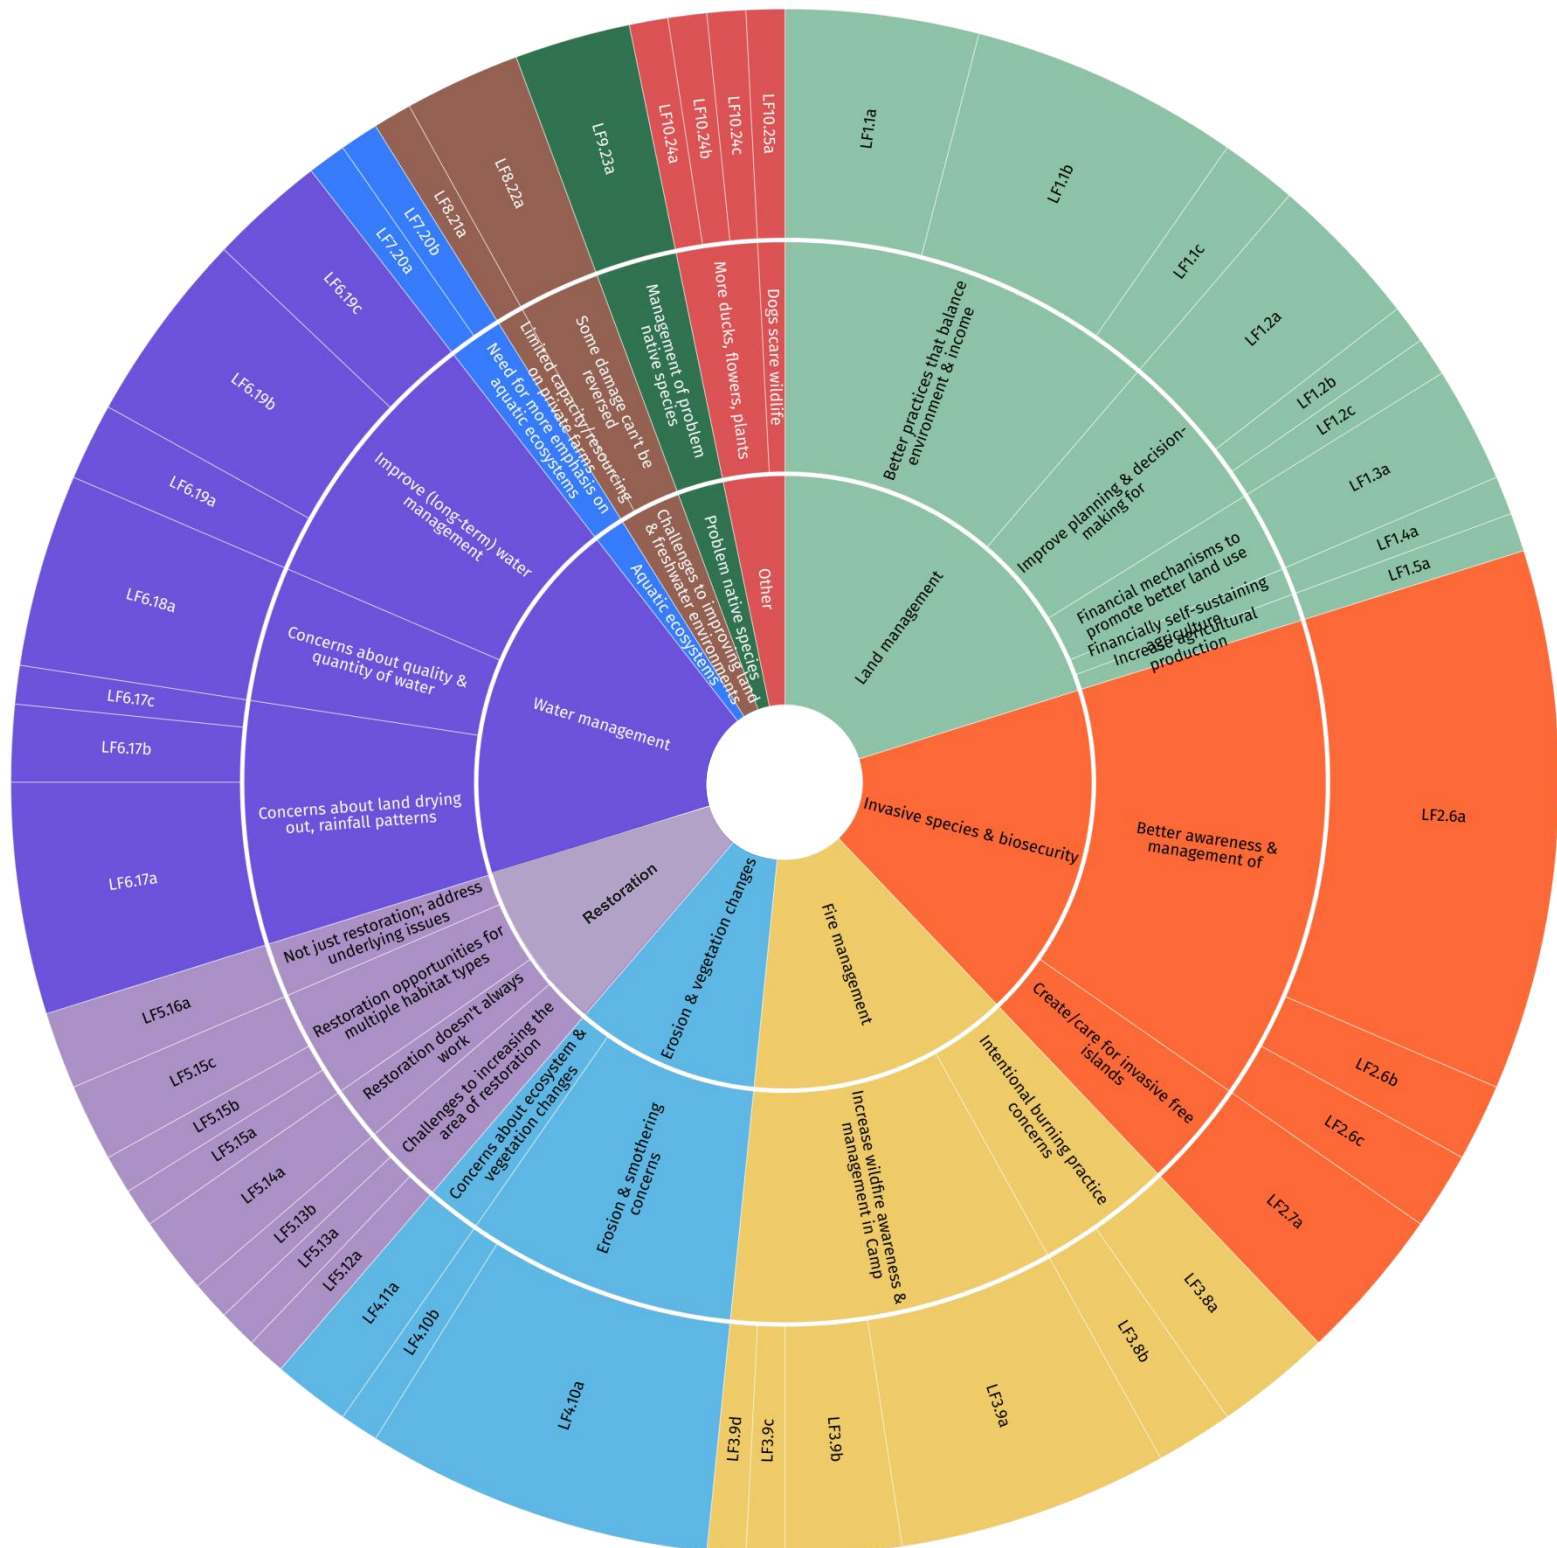 Land management
Better practices that balance
environment & income
LF1.1a
LF1.1b
LF1.1c
Improve planning & decision-
making for
LF1.2a
LF1.2b
LF1.2c
Financial mechanisms to
promote better land use
LF1.3a
Financially self-sustaining
agriculture
LF1.4a
Increase agricultural
production
LF1.5a
Invasive species & biosecurity
Better awareness &
management of
LF2.6a
LF2.6b
LF2.6c
Create/care for invasive free
islands
LF2.7a
Fire management
Intentional burning practice
concerns
LF3.8a
LF3.8b
Increase wildfire awareness &
management in Camp
LF3.9a
LF3.9b
LF3.9c
LF3.9d
Erosion & vegetation changes
Erosion & smothering
concerns
LF4.10a
LF4.10b
Concerns about ecosystem &
vegetation changes
LF4.11a
Restoration
Challenges to increasing the
area of restoration
LF5.12a
LF5.13a
LF5.13b
Restoration doesn't always
work
LF5.14a
Restoration opportunities for
multiple habitat types
LF5.15a
LF5.15b
LF5.15c
Not just restoration; address
underlying issues
LF5.16a
Water management
Concerns about land drying
out, rainfall patterns
LF6.17a
LF6.17b
LF6.17c
Concerns about quality &
quantity of water
LF6.18a
Improve (long-term) water
management
LF6.19a
LF6.19b
LF6.19c
Aquatic ecosystems
Need for more emphasis on
aquatic ecosystems
LF7.20a
LF7.20b
Challenges to improving land
& freshwater environments
Limited capacity/resourcing
on private farms
LF8.21a
Some damage can't be
reversed
LF8.22a
Problem native species
Management of problem
native species
LF9.23a
Other
More ducks, flowers, plants
LF10.24a
LF10.24b
LF10.24c
Dogs scare wildlife
LF10.25a